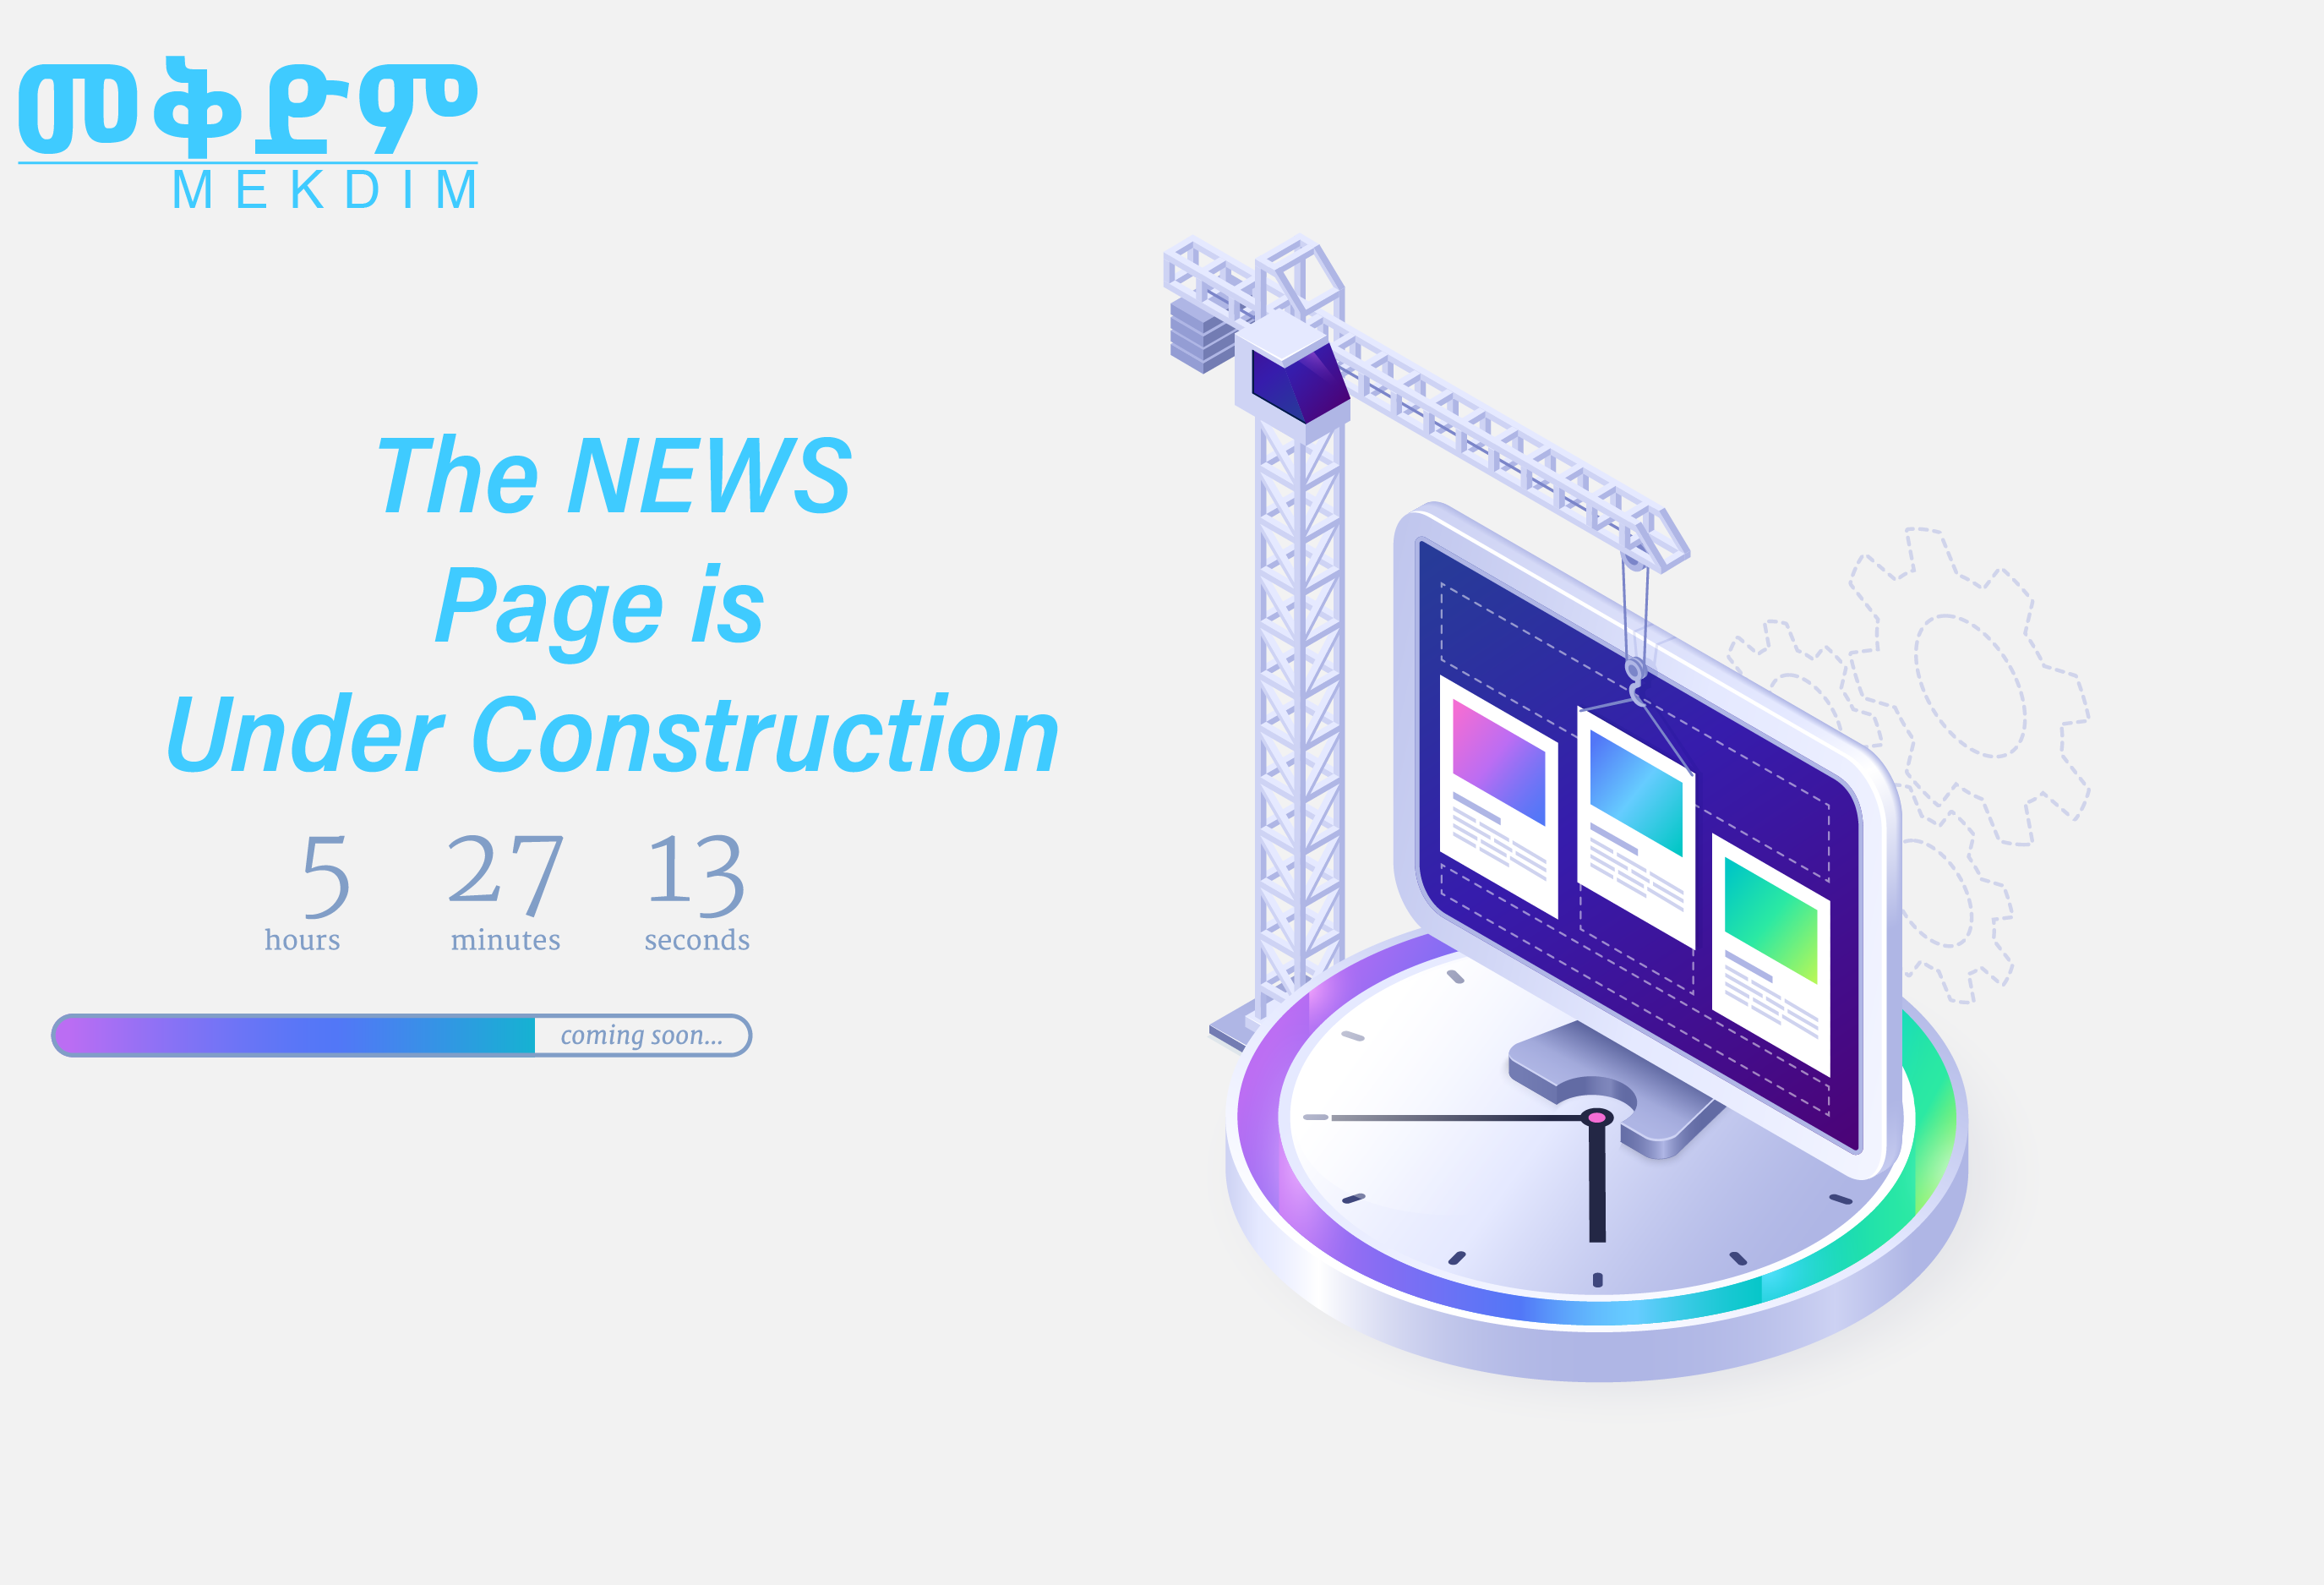 መቅድም
MEKDIM
The NEWS
Page is
Under Construction
5 27 13
hours minutes seconds
coming soon...